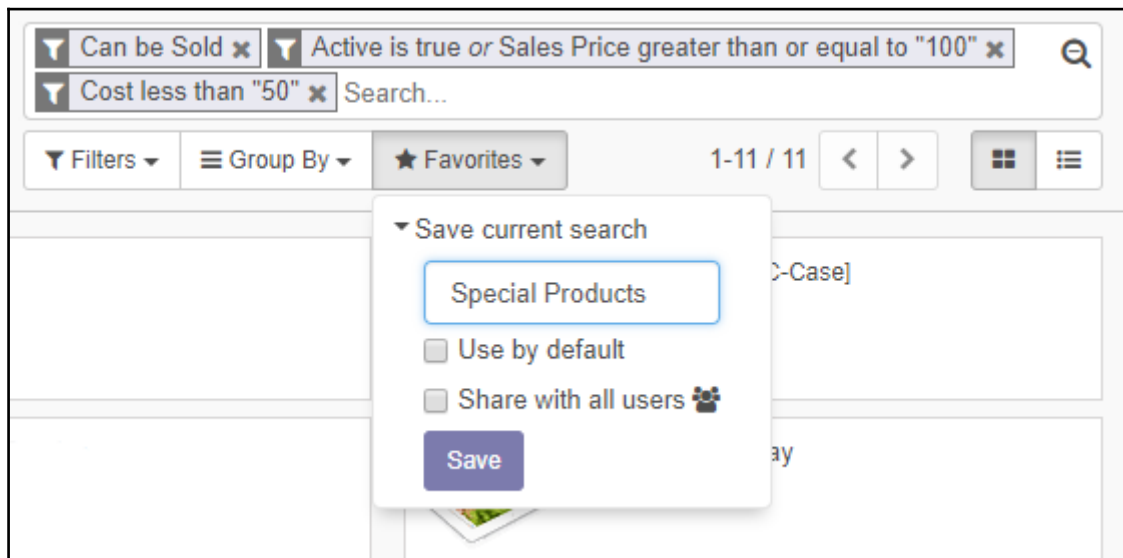 Can be Sold Active is true or Sales Price greater than or equal to "100"
Cost less than "50" Search...
Filters Group By Favorites 1-11 / 11
Save current search
Special Products
C-Case]
Use by default
Share with all users
Save
ay